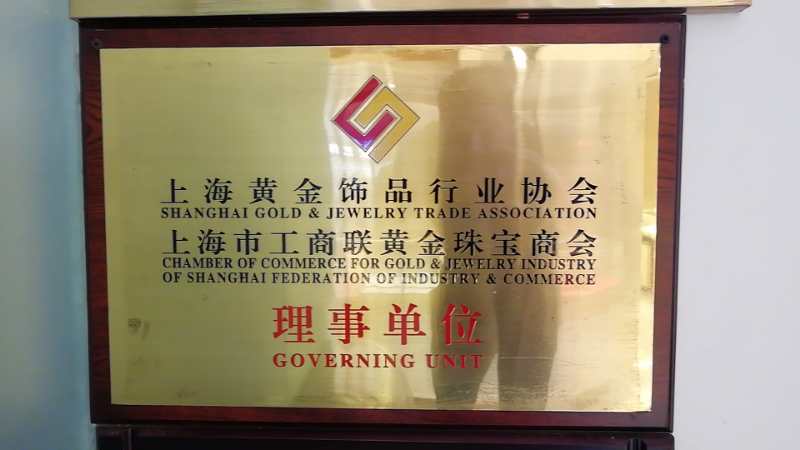 上海黄金饰品行业协会
SHANGHAI GOLD & JEWELRY TRADE ASSOCIATION
上海市工商联黄金珠宝商会
CHAMBER OF COMMERCE FOR GOLD & JEWELRY INDUSTRY
OF SHANGHAI FEDERATION OF INDUSTRY & COMMERCE
理事单位
GOVERNING UNIT